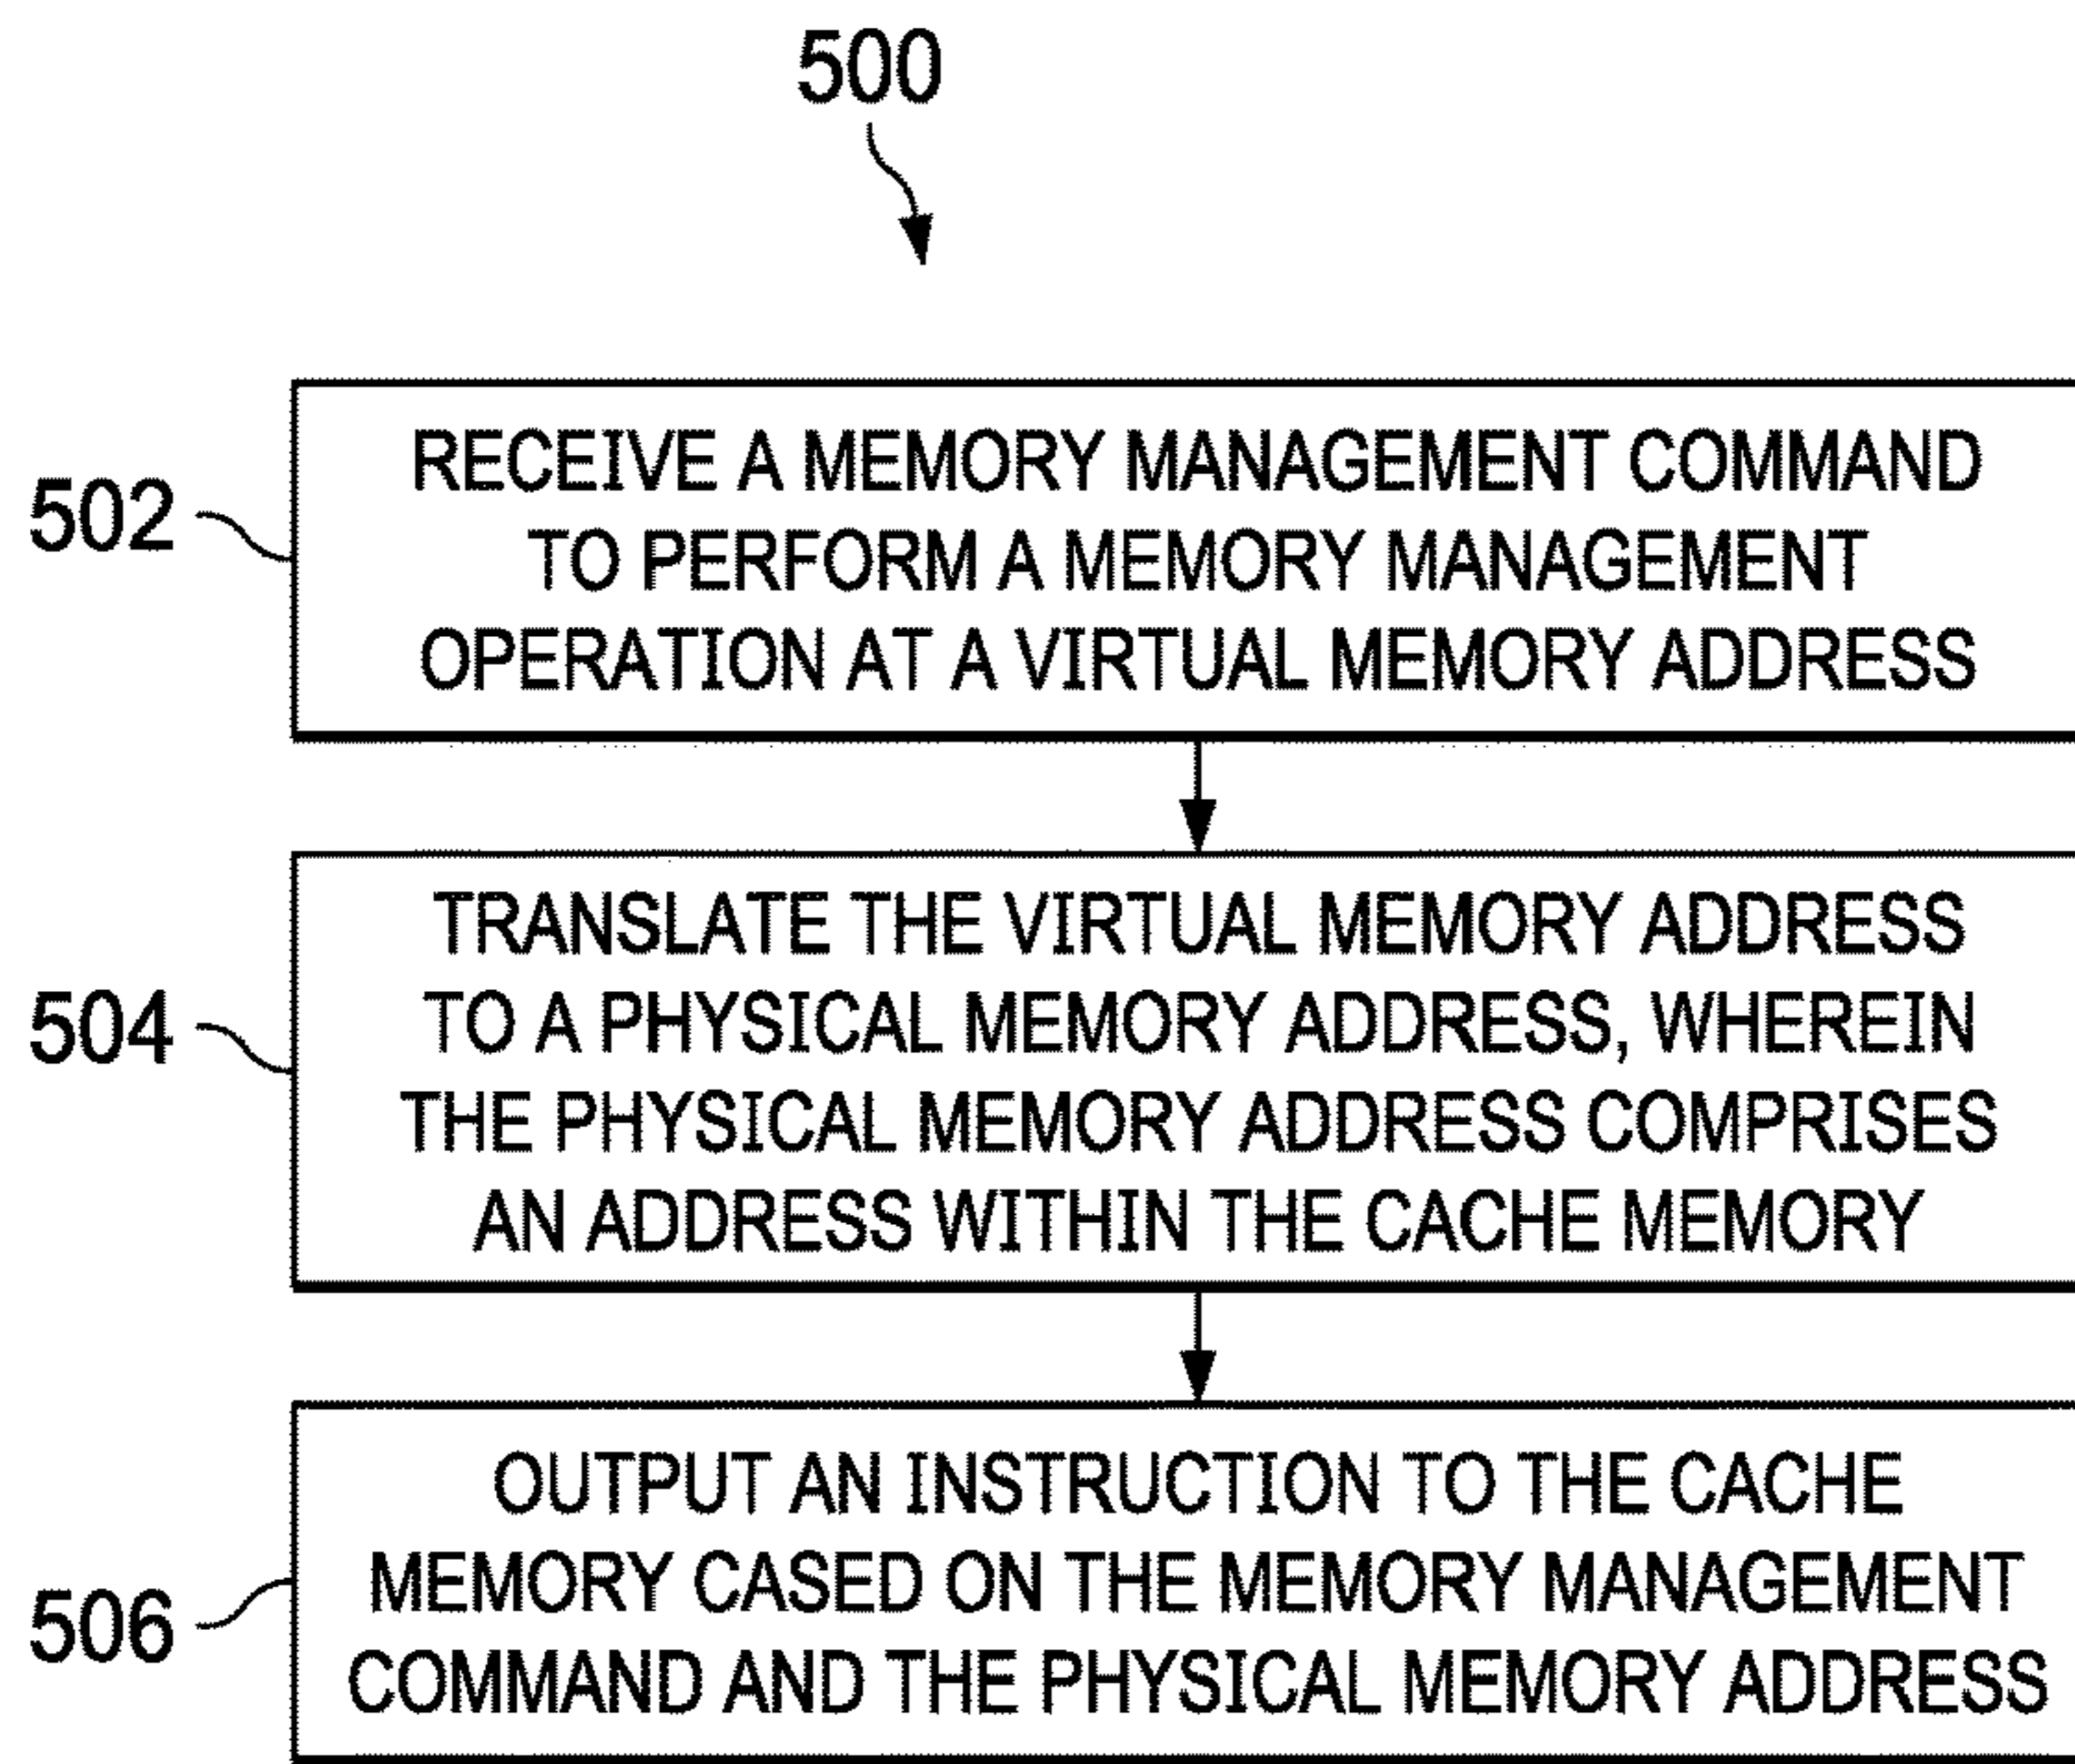 500
502
RECEIVE A MEMORY MANAGEMENT COMMAND
TO PERFORM A MEMORY MANAGEMENT
OPERATION AT A VIRTUAL MEMORY ADDRESS
504
TRANSLATE THE VIRTUAL MEMORY ADDRESS
TO A PHYSICAL MEMORY ADDRESS, WHEREIN
THE PHYSICAL MEMORY ADDRESS COMPRISES
AN ADDRESS WITHIN THE CACHE MEMORY
506
OUTPUT AN INSTRUCTION TO THE CACHE
MEMORY CASED ON THE MEMORY MANAGEMENT
COMMAND AND THE PHYSICAL MEMORY ADDRESS